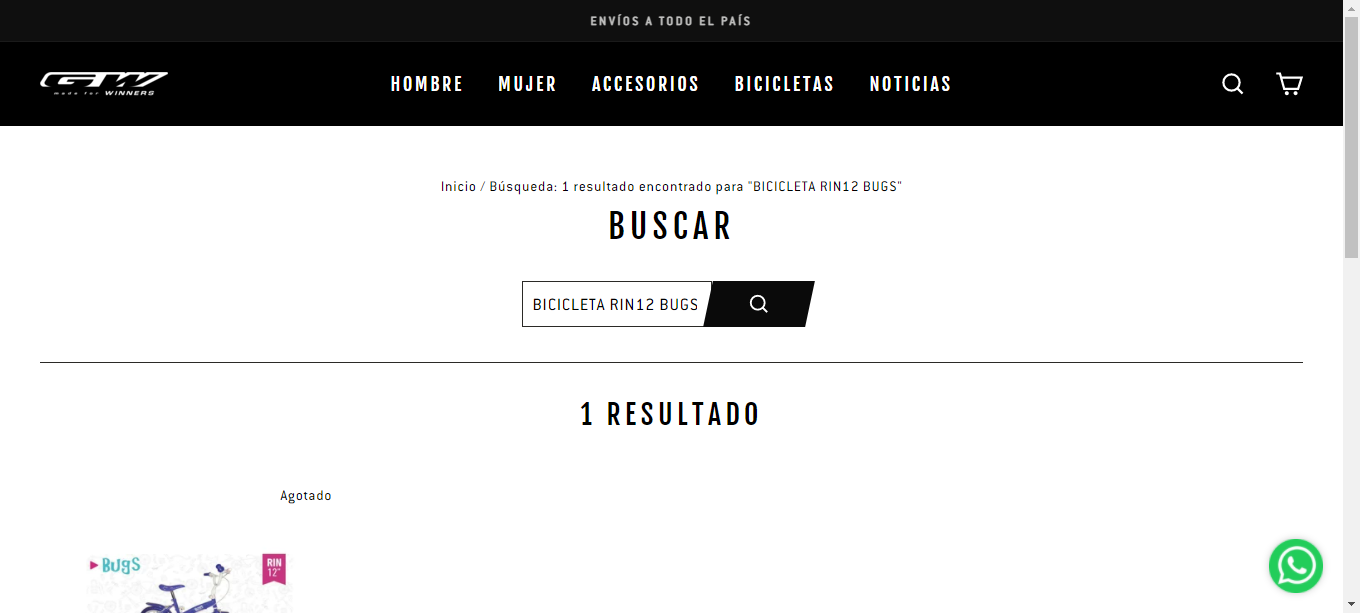 ENVÍOS A TODO EL PAÍS
GW
made for WINNERS
HOMBRE MUJER ACCESORIOS BICICLETAS NOTICIAS
Inicio / Búsqueda: 1 resultado encontrado para "BICICLETA RIN12 BUGS"
BUSCAR
BICICLETA RIN12 BUGS
1 RESULTADO
Agotado
BUGS
RIN
12"